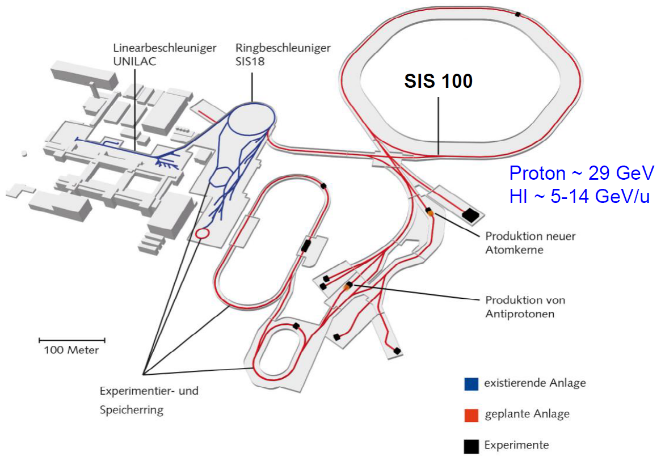 Linearbeschleuniger
UNILAC
Ringbeschleuniger
SIS18
SIS 100
Proton ~ 29 GeV
HI ~ 5-14 GeV/u
Produktion neuer
Atomkerne
Produktion von
Antiprotonen
100 Meter
Experimentier- und
Speicherring
existierende Anlage
geplante Anlage
Experimente